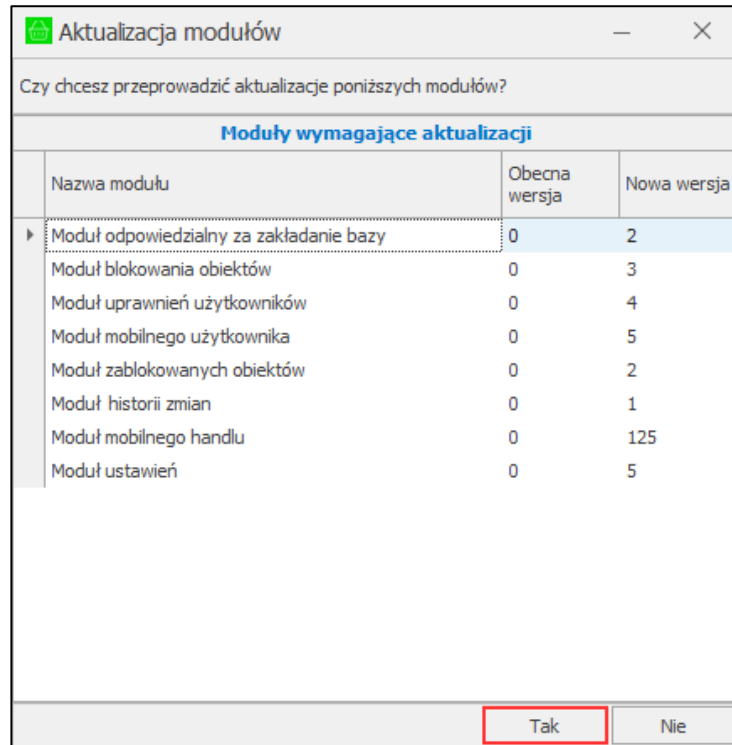 Aktualizacja modułów
Czy chcesz przeprowadzić aktualizacje poniższych modułów?
Moduły wymagające aktualizacji
Nazwa modułu Obecna wersja Nowa wersja
Moduł odpowiedzialny za zakładanie bazy 0 2
Moduł blokowania obiektów 0 3
Moduł uprawnień użytkowników 0 4
Moduł mobilnego użytkownika 0 5
Moduł zablokowanych obiektów 0 2
Moduł historii zmian 0 1
Moduł mobilnego handlu 0 125
Moduł ustawień 0 5
Tak Nie